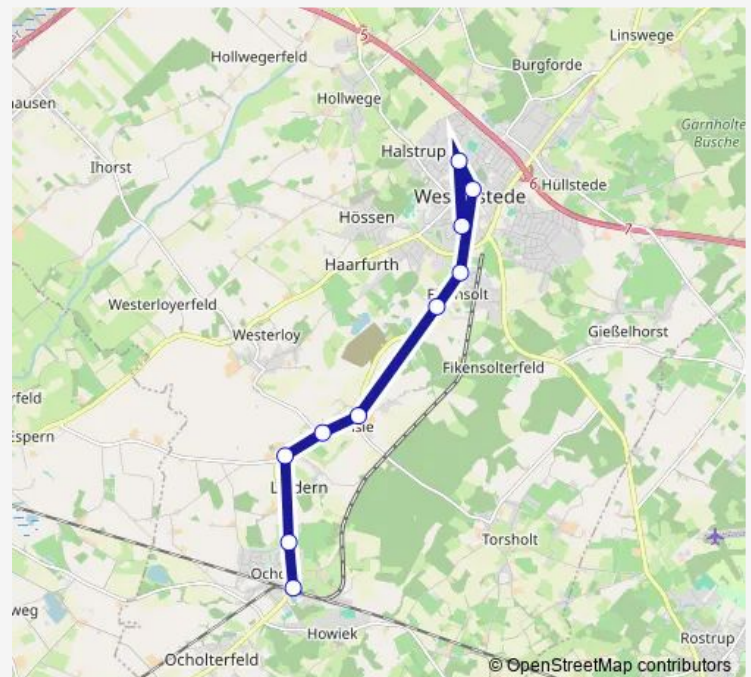 5
Linswege
Hollwegerfeld
Burgforde
hausen
Hollwege
Garnholter
Büsche
Halstrup
Ihorst
6
Hüllstede
Hössen
7
Haarfurth
Westerloyerfeld
Westerloy
Gießelhorst
Fikensolterfeld
rfeld
Espern
Torsholt
weg
Howiek
Rostrup
Ocholterfeld
© OpenStreetMap contributors